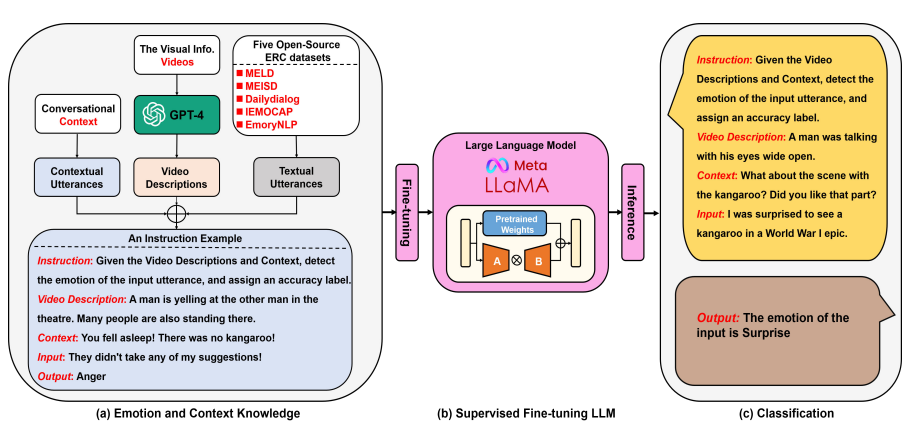 The Visual Info.
Videos
Five Open-Source
ERC datasets
MELD
MEISD
Dailydialog
IEMOCAP
EmoryNLP
Conversational
Context
GPT-4
Contextual
Utterances
Video
Descriptions
Textual
Utterances
An Instruction Example
Instruction: Given the Video Descriptions and Context, detect
the emotion of the input utterance, and assign an accuracy label.
Video Description: A man is yelling at the other man in the
theatre. Many people are also standing there.
Context: You fell asleep! There was no kangaroo!
Input: They didn't take any of my suggestions!
Output: Anger
(a) Emotion and Context Knowledge
Fine-tuning
Large Language Model
Meta
LLaMA
Pretrained
Weights
A
B
(b) Supervised Fine-tuning LLM
Inference
Instruction: Given the Video
Descriptions and Context, detect the
emotion of the input utterance, and
assign an accuracy label.
Video Description: A man was talking
with his eyes wide open.
Context: What about the scene with
the kangaroo? Did you like that part?
Input: I was surprised to see a
kangaroo in a World War I epic.
Output: The emotion of the
input is Surprise
(c) Classification